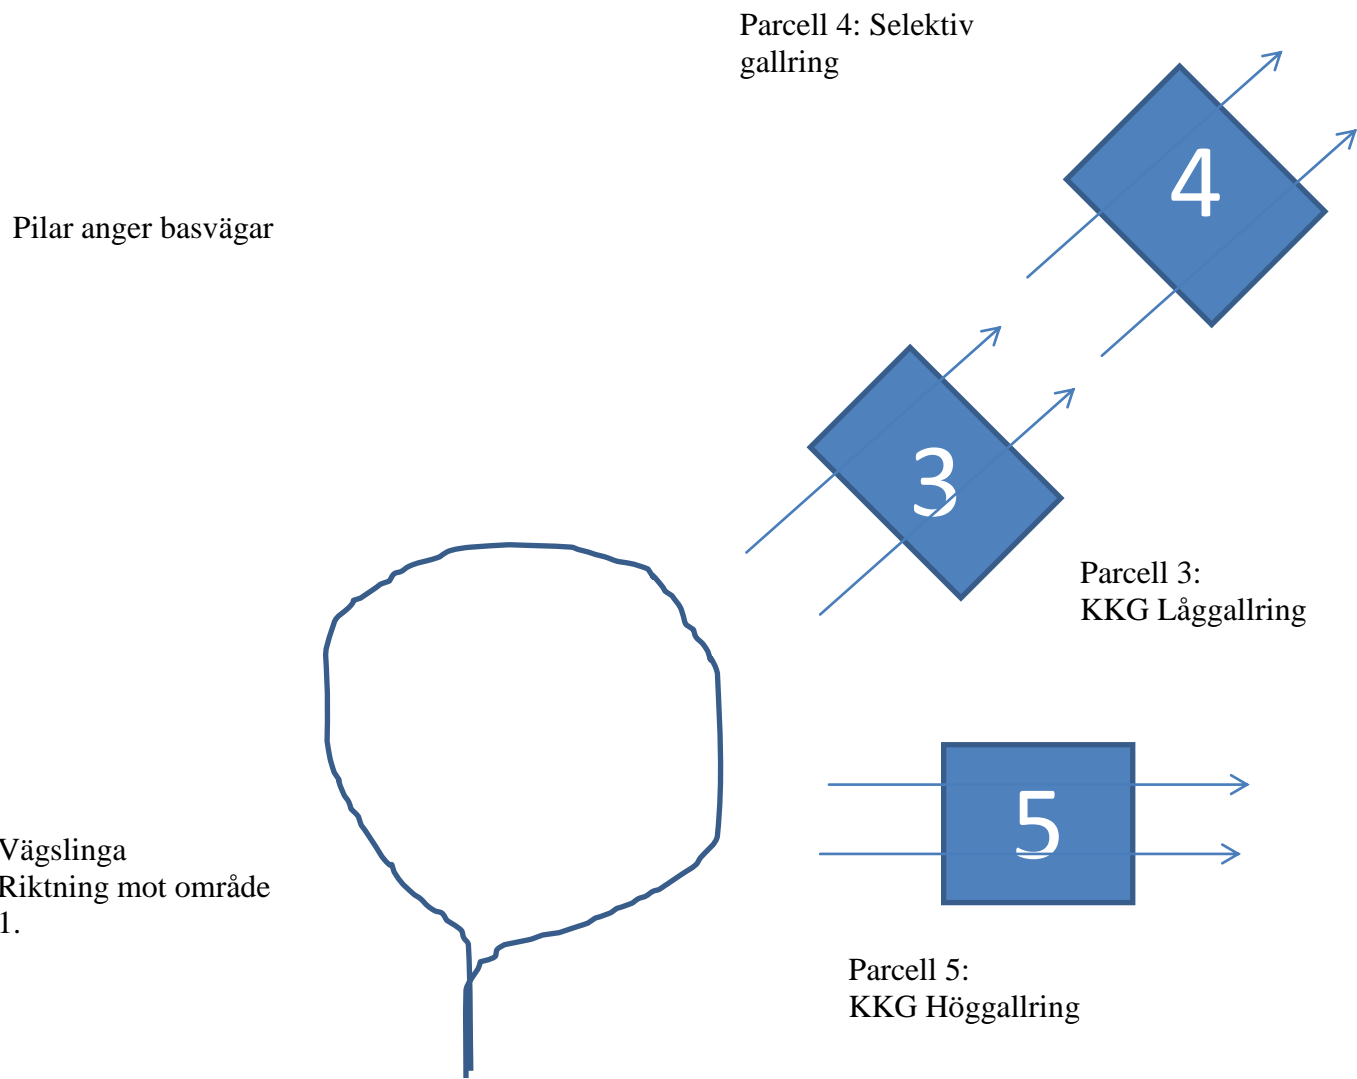 Parcell 4: Selektiv
gallring
4
Pilar anger basvägar
3
Parcell 3:
KKG Låggallring
5
Vägslinga
Riktning mot område
1.
Parcell 5:
KKG Höggallring